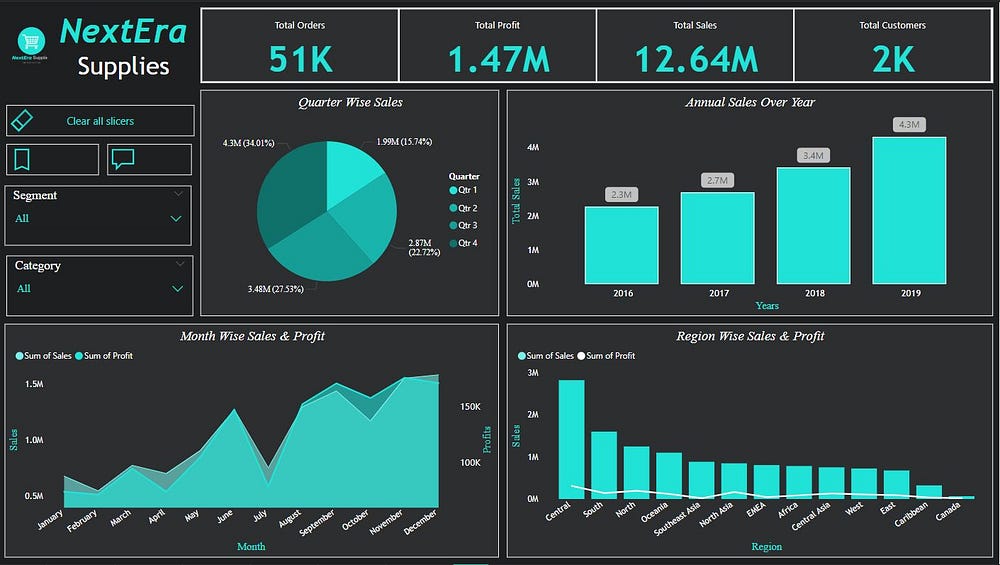 NextEra
Supplies
NextEra Supplies
Total Orders
51K
Total Profit
1.47M
Total Sales
12.64M
Total Customers
2K
Clear all slicers
Segment
All
Category
All
Quarter Wise Sales
4.3M (34.01%)
1.99M (15.74%)
2.87M
(22.72%)
3.48M (27.53%)
Quarter
Qtr 1
Qtr 2
Qtr 3
Qtr 4
Annual Sales Over Year
Total Sales
4M
3M
2M
1M
0M
2.3M
2.7M
3.4M
4.3M
2016
2017
2018
2019
Years
Month Wise Sales & Profit
Sum of Sales
Sum of Profit
Sales
1.5M
1.0M
0.5M
150K
100K
Profits
January
February
March
April
May
June
July
August
September
October
November
December
Month
Region Wise Sales & Profit
Sum of Sales
Sum of Profit
Sales
3M
2M
1M
0M
Central
South
North
Oceania
Southeast Asia
North Asia
EMEA
Africa
Central Asia
West
East
Caribbean
Canada
Region